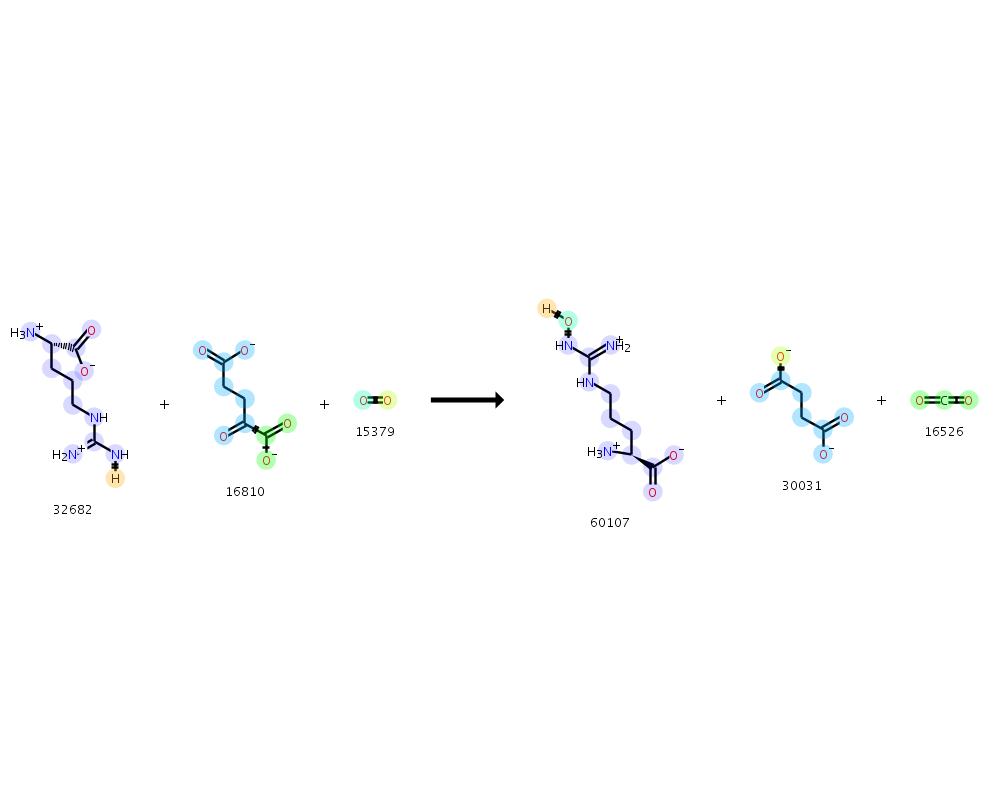 H3N+ O O- NH H2N+ NH H
32682
+
O O- O O O-
16810
+
O O
15379
H O HN NH2+ HN H3N+ O- O
60107
+
O- O O O-
30031
+
O C O
16526